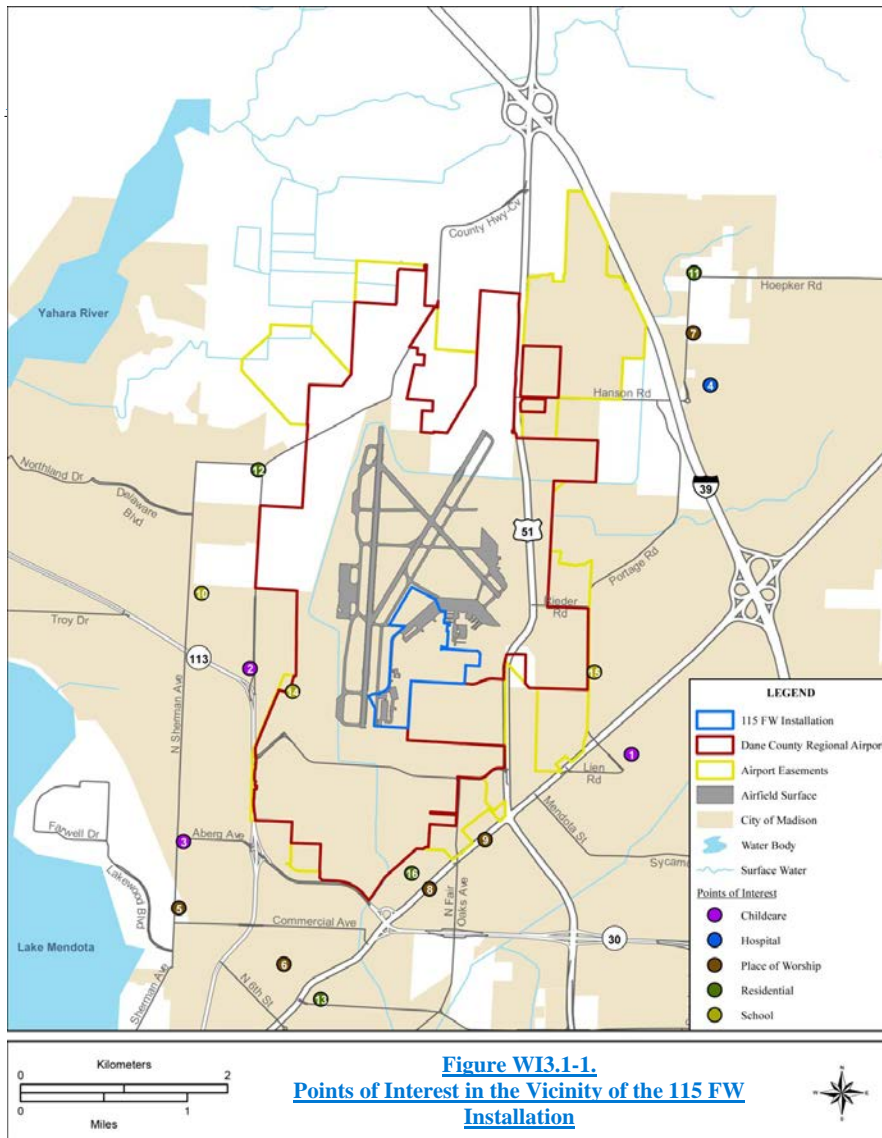 County Hwy-Cv
11
Hoepker Rd
Yahara River
7
4
Hanson Rd
12
Northland Dr
Delaware Blvd
39
51
Portage Rd
10
Rieder Rd
Troy Dr
113
2
14
15
N Sherman Ave
LEGEND
115 FW Installation
Dane County Regional Airport
Airport Easements
Airfield Surface
City of Madison
Water Body
Surface Water
Points of Interest
Childcare
Hospital
Place of Worship
Residential
School
1
Lien Rd
Mendota St
Farwell Dr
3
Aberg Ave
9
Sycamo
Lakewood Blvd
16
8
N Fair Oaks Ave
5
Commercial Ave
30
Lake Mendota
6
Sherman Ave
N 6th St
13
Kilometers
0 2
0 1
Miles
Figure WI3.1-1.
Points of Interest in the Vicinity of the 115 FW
Installation
N
W E
S